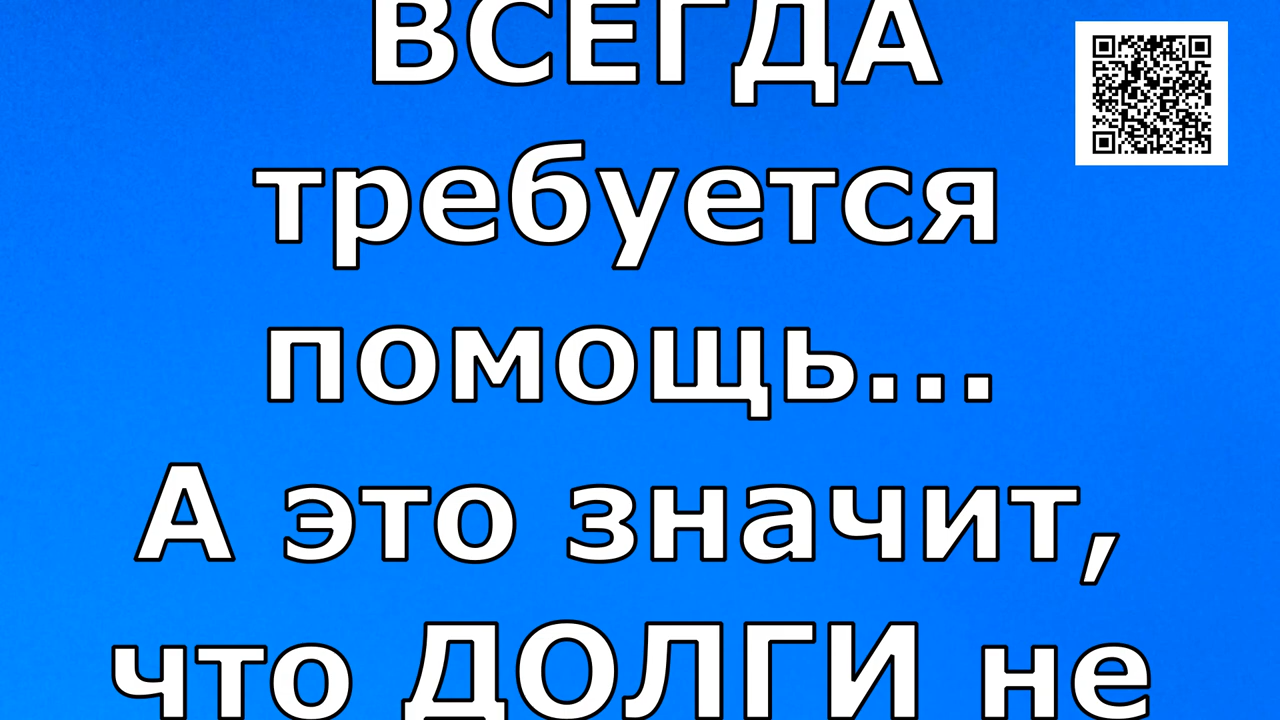 ВСЕГДА
требуется
помощь...
А это значит,
что ДОЛГИ не